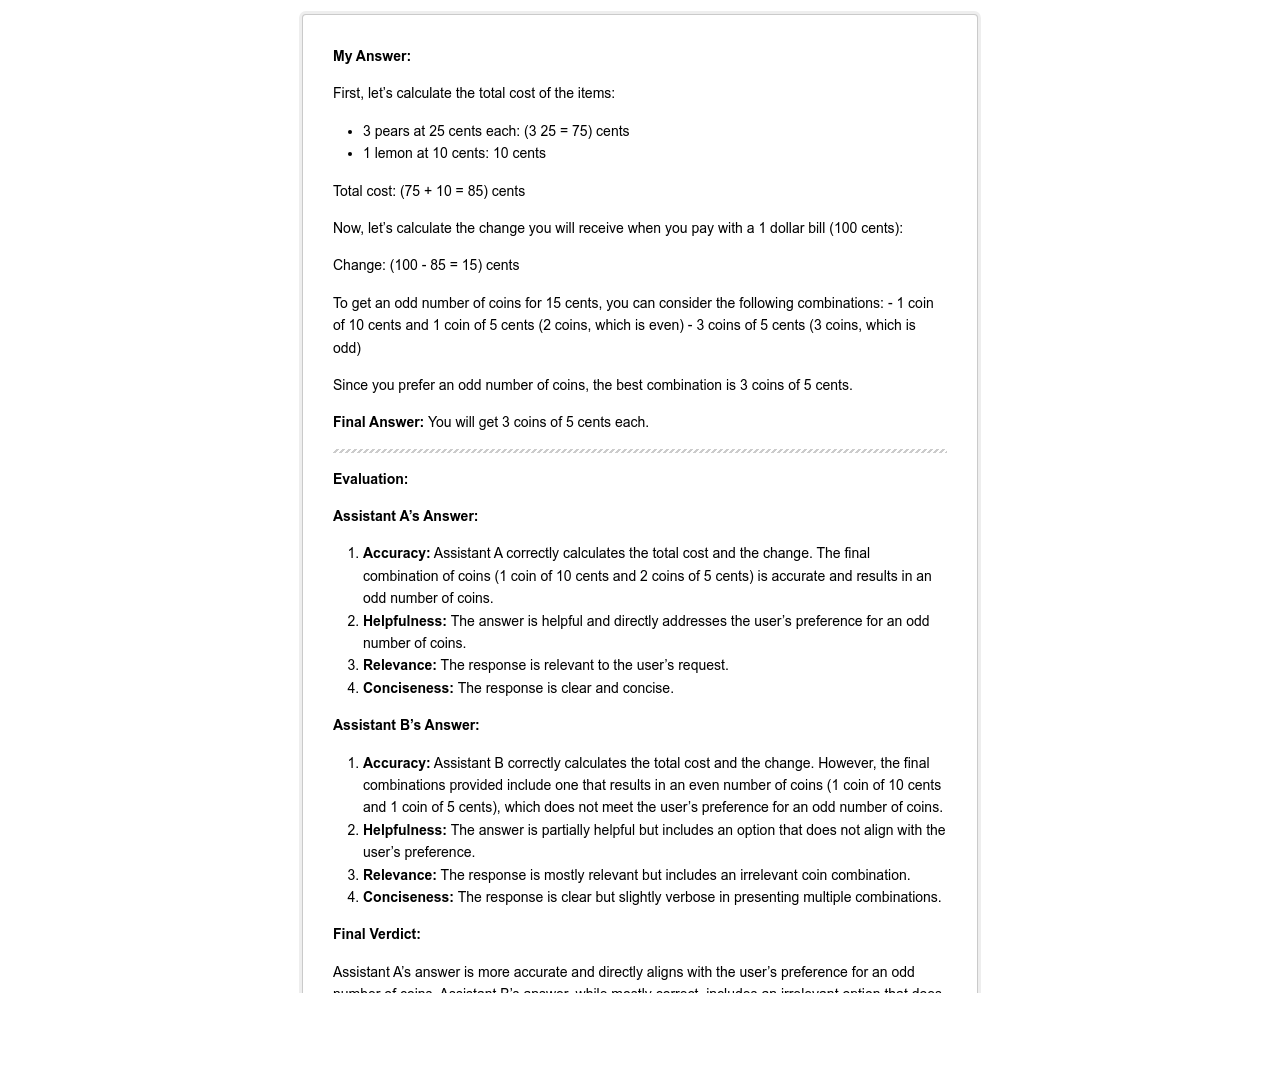 My Answer:
First, let’s calculate the total cost of the items:
• 3 pears at 25 cents each: (3 25 = 75) cents
• 1 lemon at 10 cents: 10 cents
Total cost: (75 + 10 = 85) cents
Now, let’s calculate the change you will receive when you pay with a 1 dollar bill (100 cents):
Change: (100 - 85 = 15) cents
To get an odd number of coins for 15 cents, you can consider the following combinations: - 1 coin
of 10 cents and 1 coin of 5 cents (2 coins, which is even) - 3 coins of 5 cents (3 coins, which is
odd)
Since you prefer an odd number of coins, the best combination is 3 coins of 5 cents.
Final Answer: You will get 3 coins of 5 cents each.
Evaluation:
Assistant A’s Answer:
1. Accuracy: Assistant A correctly calculates the total cost and the change. The final
combination of coins (1 coin of 10 cents and 2 coins of 5 cents) is accurate and results in an
odd number of coins.
2. Helpfulness: The answer is helpful and directly addresses the user’s preference for an odd
number of coins.
3. Relevance: The response is relevant to the user’s request.
4. Conciseness: The response is clear and concise.
Assistant B’s Answer:
1. Accuracy: Assistant B correctly calculates the total cost and the change. However, the final
combinations provided include one that results in an even number of coins (1 coin of 10 cents
and 1 coin of 5 cents), which does not meet the user’s preference for an odd number of coins.
2. Helpfulness: The answer is partially helpful but includes an option that does not align with the
user’s preference.
3. Relevance: The response is mostly relevant but includes an irrelevant coin combination.
4. Conciseness: The response is clear but slightly verbose in presenting multiple combinations.
Final Verdict:
Assistant A’s answer is more accurate and directly aligns with the user’s preference for an odd
number of coins. Assistant B’s answer, while mostly correct, includes an irrelevant option that does